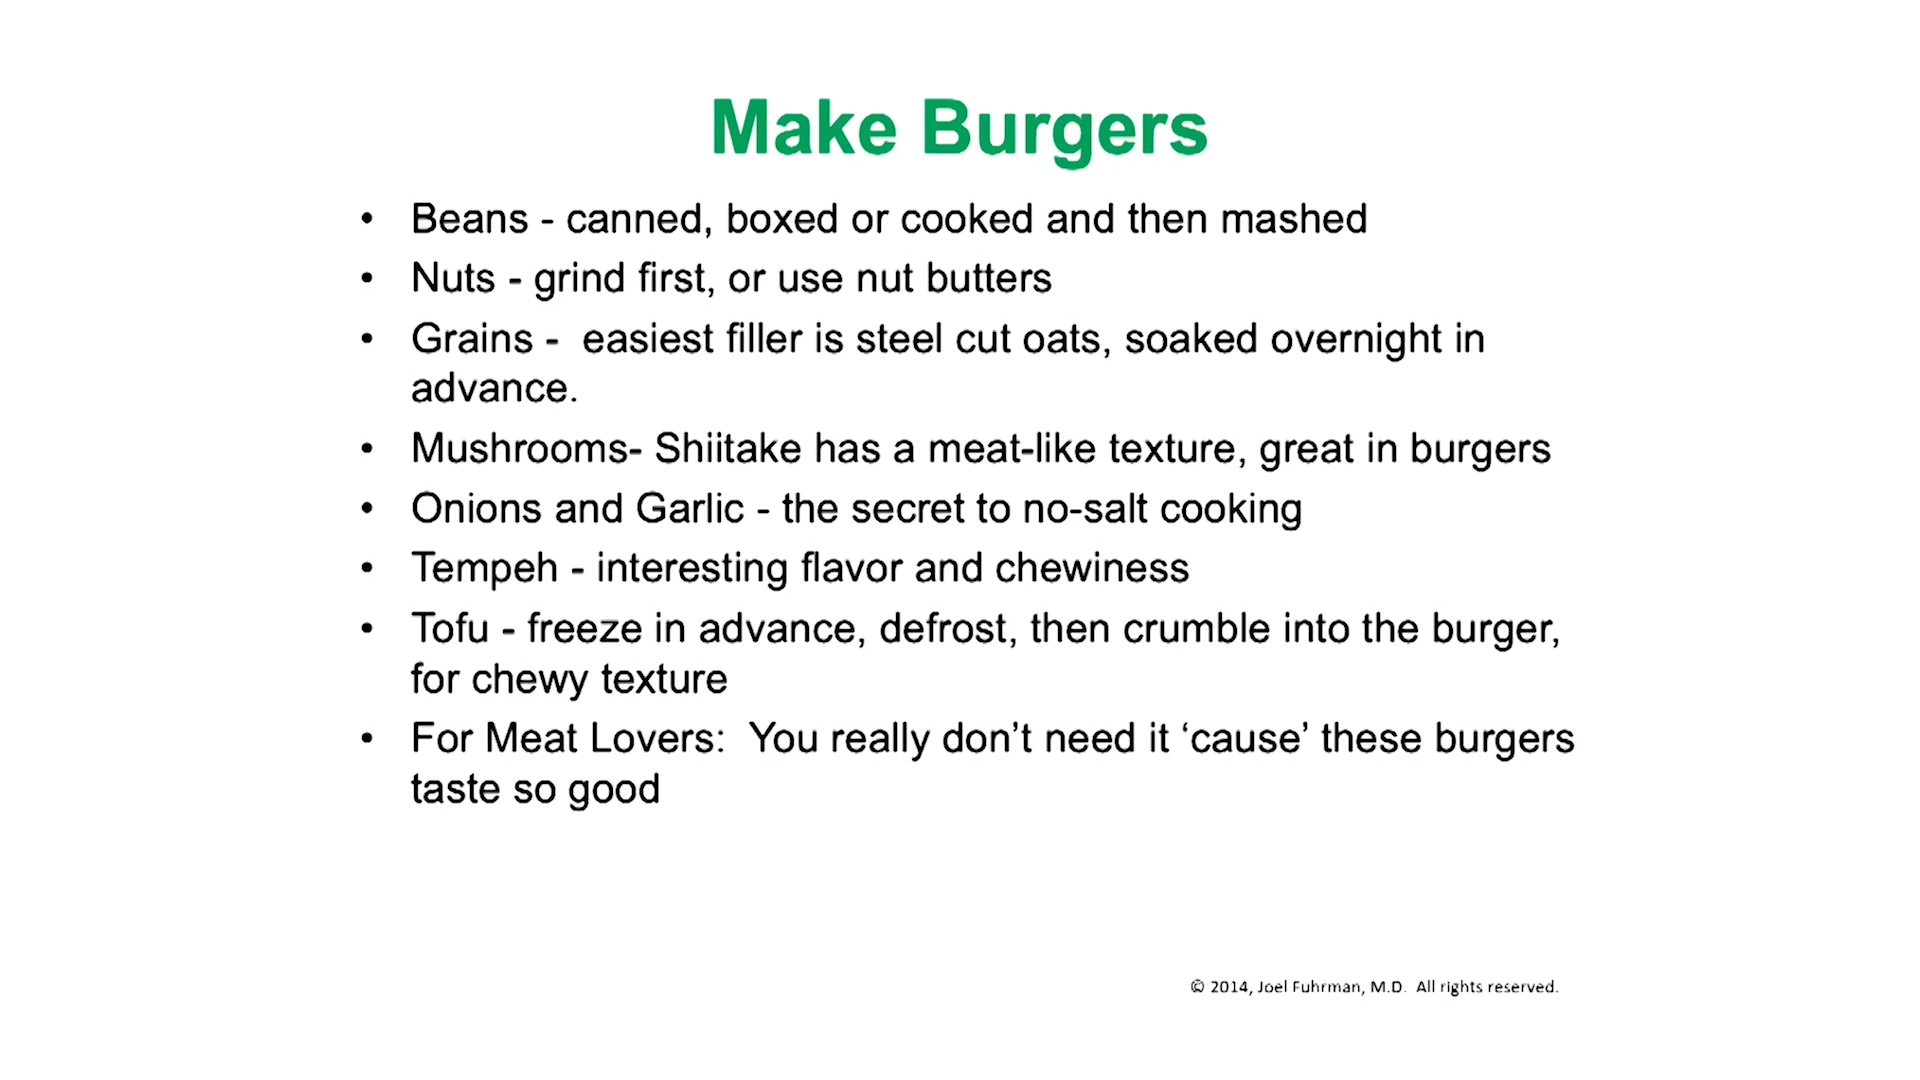 Make Burgers
• Beans - canned, boxed or cooked and then mashed
• Nuts - grind first, or use nut butters
• Grains -  easiest filler is steel cut oats, soaked overnight in
advance.
• Mushrooms- Shiitake has a meat-like texture, great in burgers
• Onions and Garlic - the secret to no-salt cooking
• Tempeh - interesting flavor and chewiness
• Tofu - freeze in advance, defrost, then crumble into the burger,
for chewy texture
• For Meat Lovers:  You really don’t need it ‘cause’ these burgers
taste so good
© 2014, Joel Fuhrman, M.D.  All rights reserved.